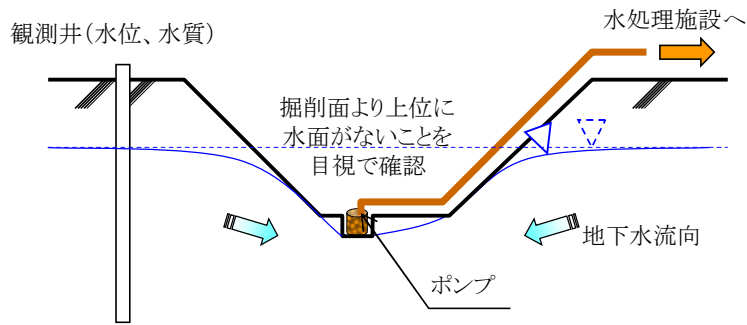 水処理施設へ
観測井（水位、水質）
掘削面より上位に
水面がないことを
目視で確認
地下水流向
ポンプ